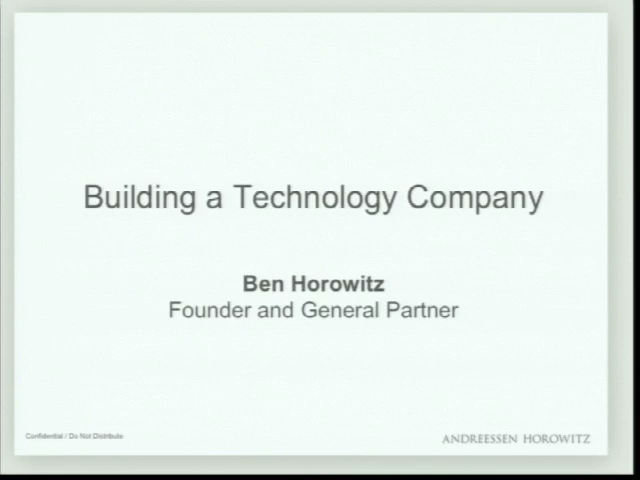 Building a Technology Company
Ben Horowitz
Founder and General Partner
Confidential / Do Not Distribute
ANDREESSEN HOROWITZ